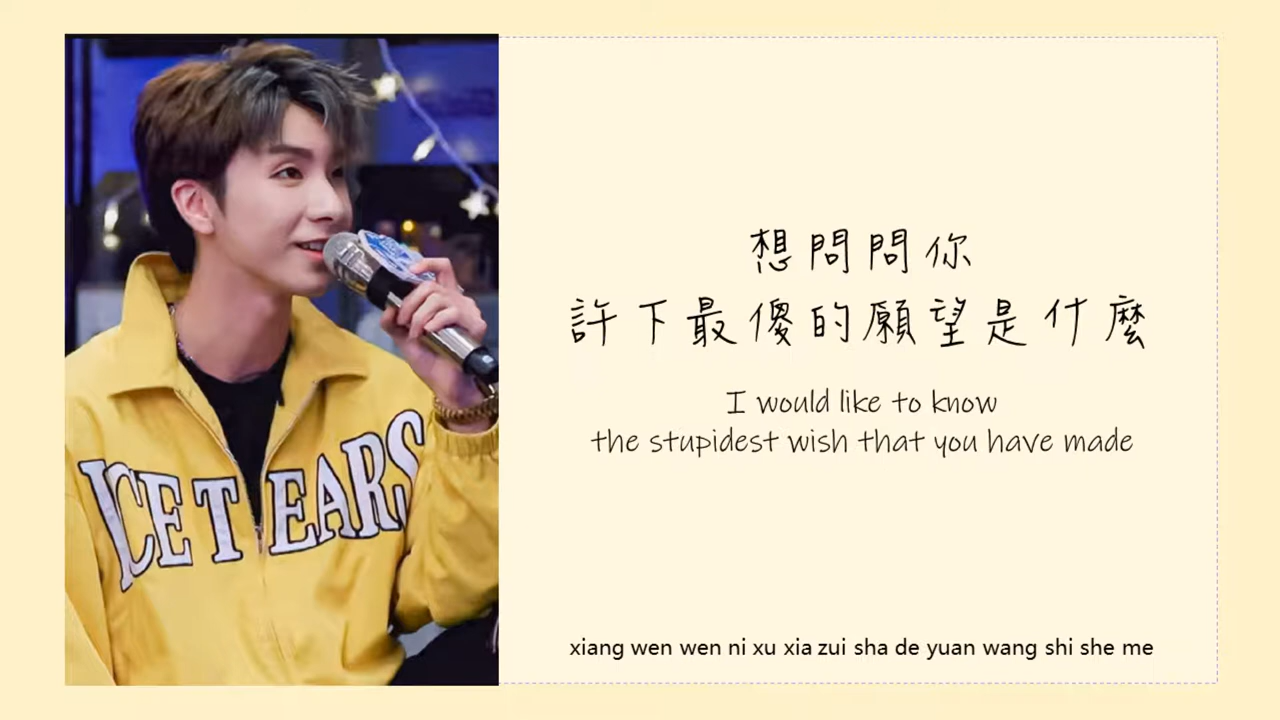 ICE TEARS
想問問你
許下最傻的願望是什麼
I would like to know
the stupidest wish that you have made
xiang wen wen ni xu xia zui sha de yuan wang shi she me